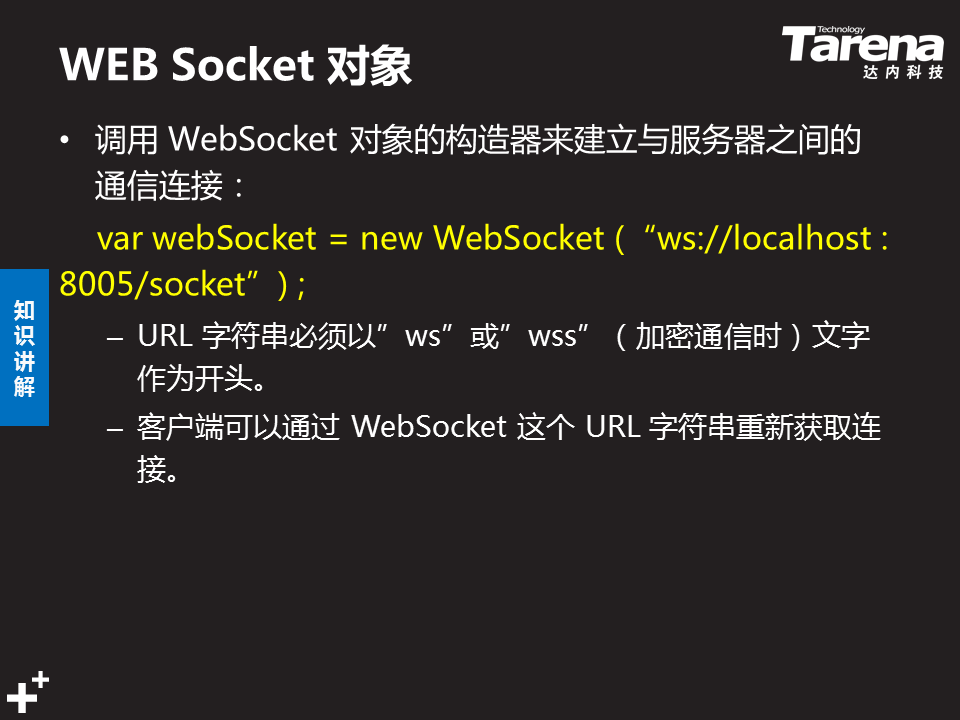 WEB Socket 对象
Technology
Tarena
达内科技
• 调用 WebSocket 对象的构造器来建立与服务器之间的
通信连接：
var webSocket = new WebSocket (“ws://localhost :
8005/socket”) ;
– URL 字符串必须以”ws”或”wss”（加密通信时）文字
作为开头。
– 客户端可以通过 WebSocket 这个 URL 字符串重新获取连
接。
知
识
讲
解